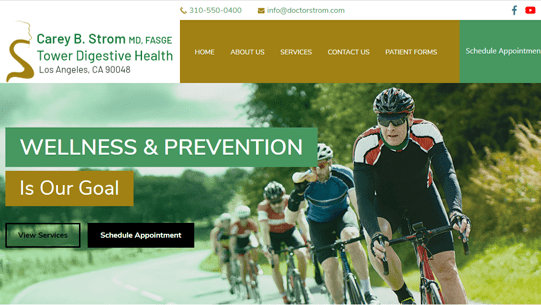 310-550-0400 info@doctorstrom.com
Carey B. Strom MD, FASGE
Tower Digestive Health
Los Angeles, CA 90048
HOME ABOUT US SERVICES CONTACT US PATIENT FORMS Schedule Appointmen
WELLNESS & PREVENTION
Is Our Goal
View Services Schedule Appointment